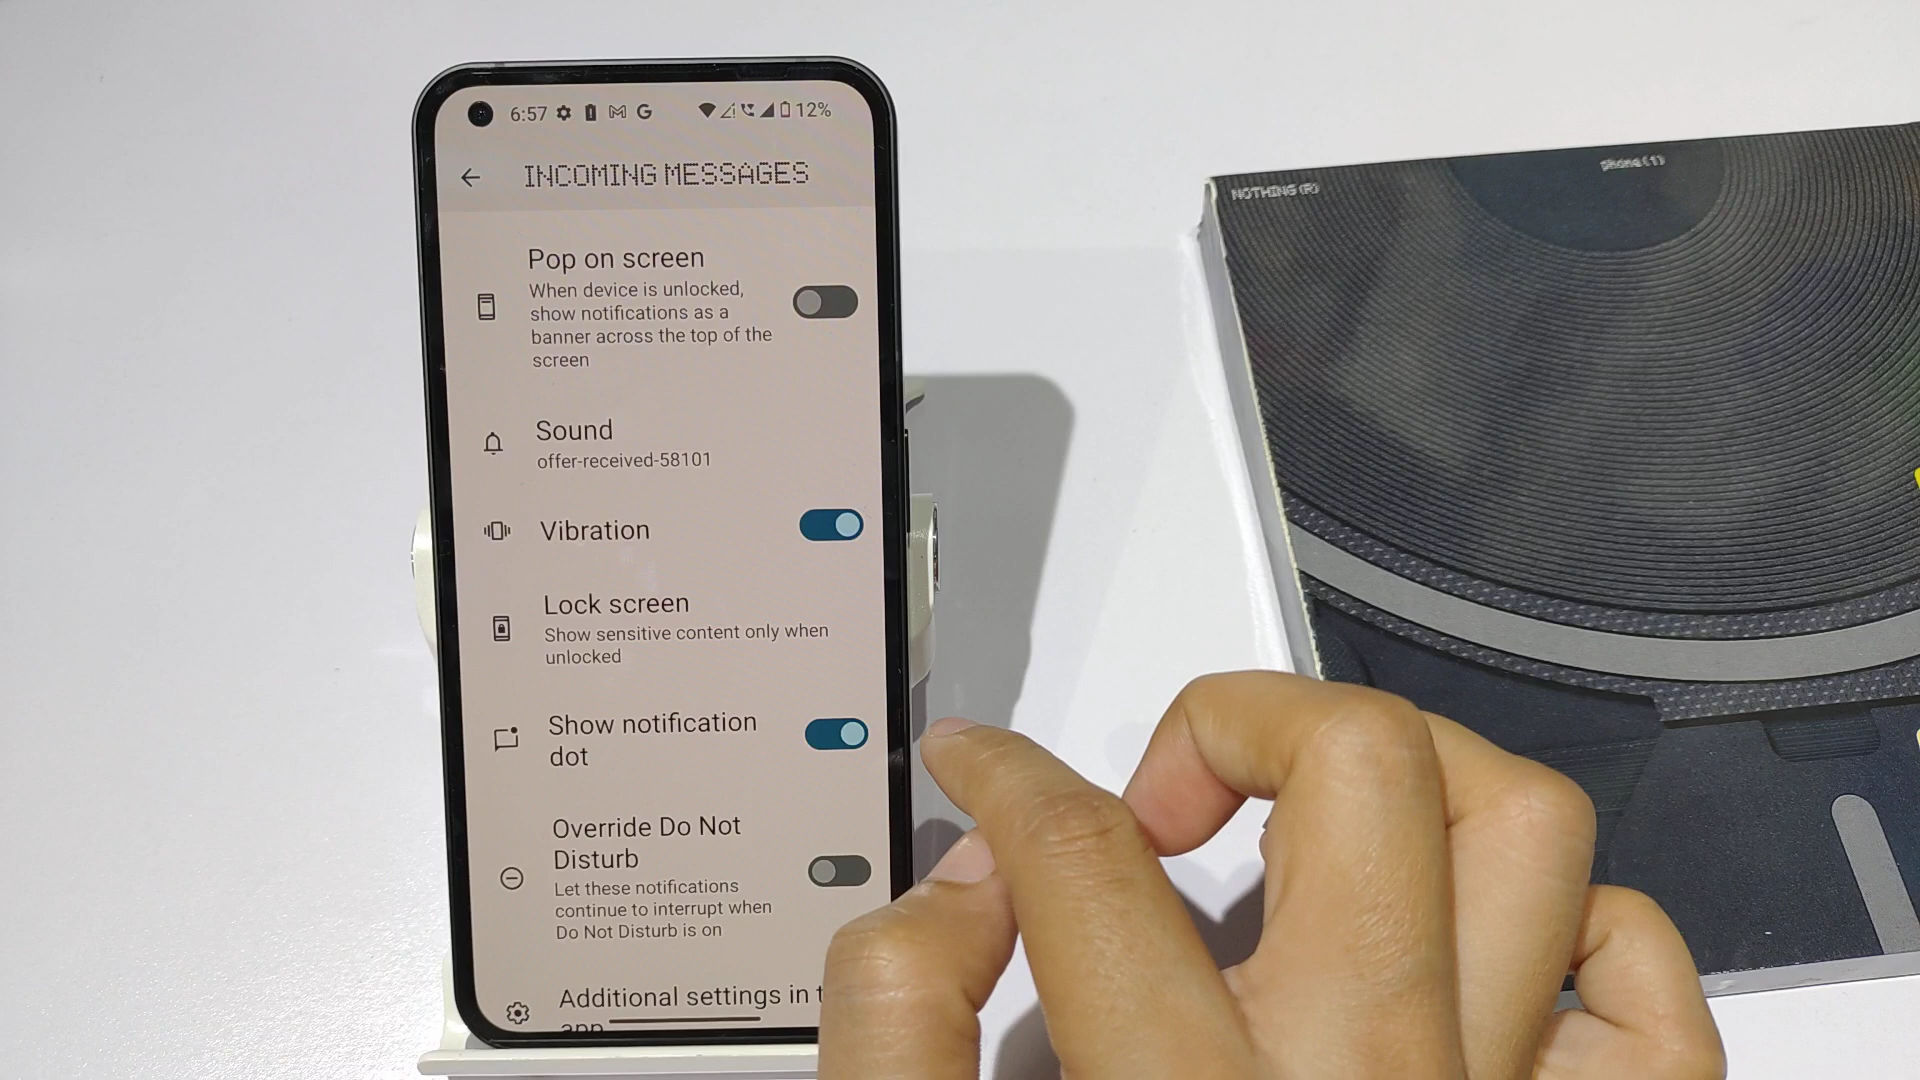 6:57 12%
INCOMING MESSAGES
Pop on screen
When device is unlocked,
show notifications as a
banner across the top of the
screen
Sound
offer-received-58101
Vibration
Lock screen
Show sensitive content only when
unlocked
Show notification
dot
Override Do Not
Disturb
Let these notifications
continue to interrupt when
Do Not Disturb is on
Additional settings in t
app
phone (1)
NOTHING (R)